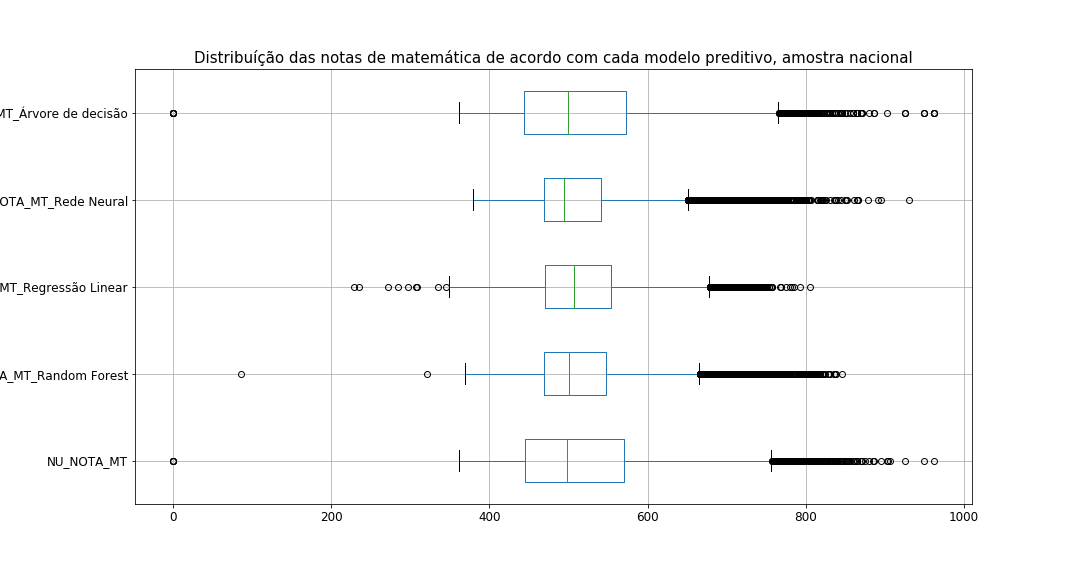 Distribuíção das notas de matemática de acordo com cada modelo preditivo, amostra nacional
MT_Árvore de decisão
OTA_MT_Rede Neural
MT_Regressão Linear
A_MT_Random Forest
NU_NOTA_MT
0 200 400 600 800 1000